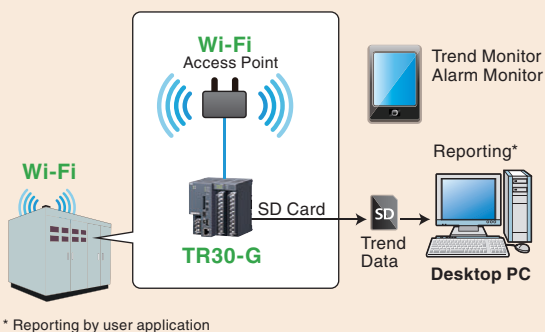 Wi-Fi
Access Point
Trend Monitor
Alarm Monitor
Wi-Fi
Reporting*
SD Card
SD
TR30-G
Trend
Data
Desktop PC
* Reporting by user application